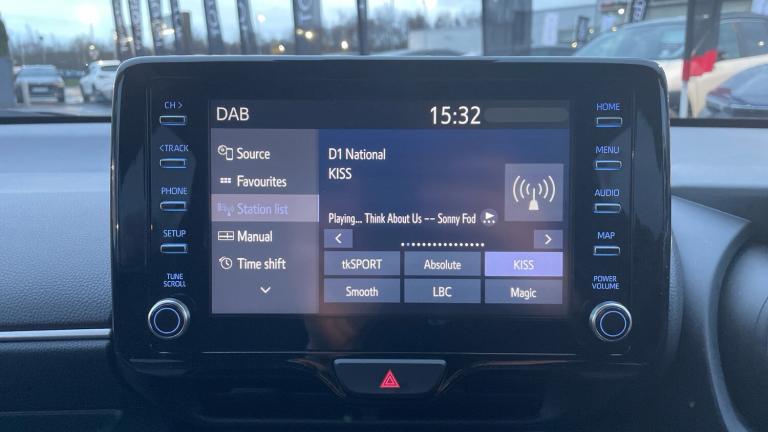 DAB
15:32
CH >
<TRACK
PHONE
SETUP
TUNE
SCROLL
Source
Favourites
Station list
Manual
Time shift
D1 National
KISS
Playing... Think About Us -- Sonny Fod
tkSPORT
Absolute
KISS
Smooth
LBC
Magic
HOME
MENU
AUDIO
MAP
POWER
VOLUME